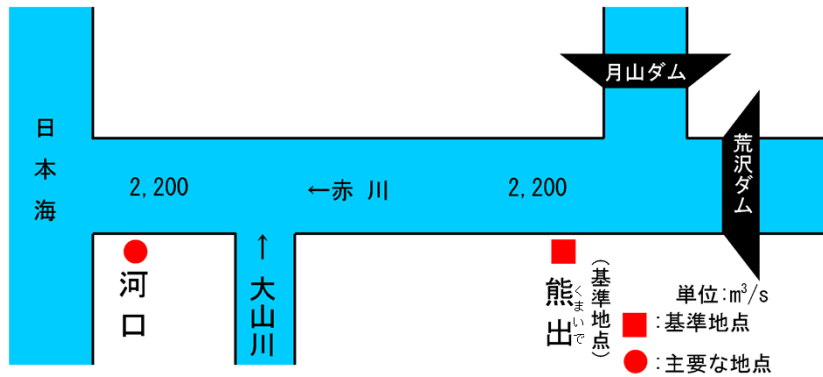 月山ダム
荒沢ダム
日本海
2,200
←赤川
2,200
河口
↑
大山川
熊出
くまいで
(基準地点)
単位:m³/s
:基準地点
:主要な地点